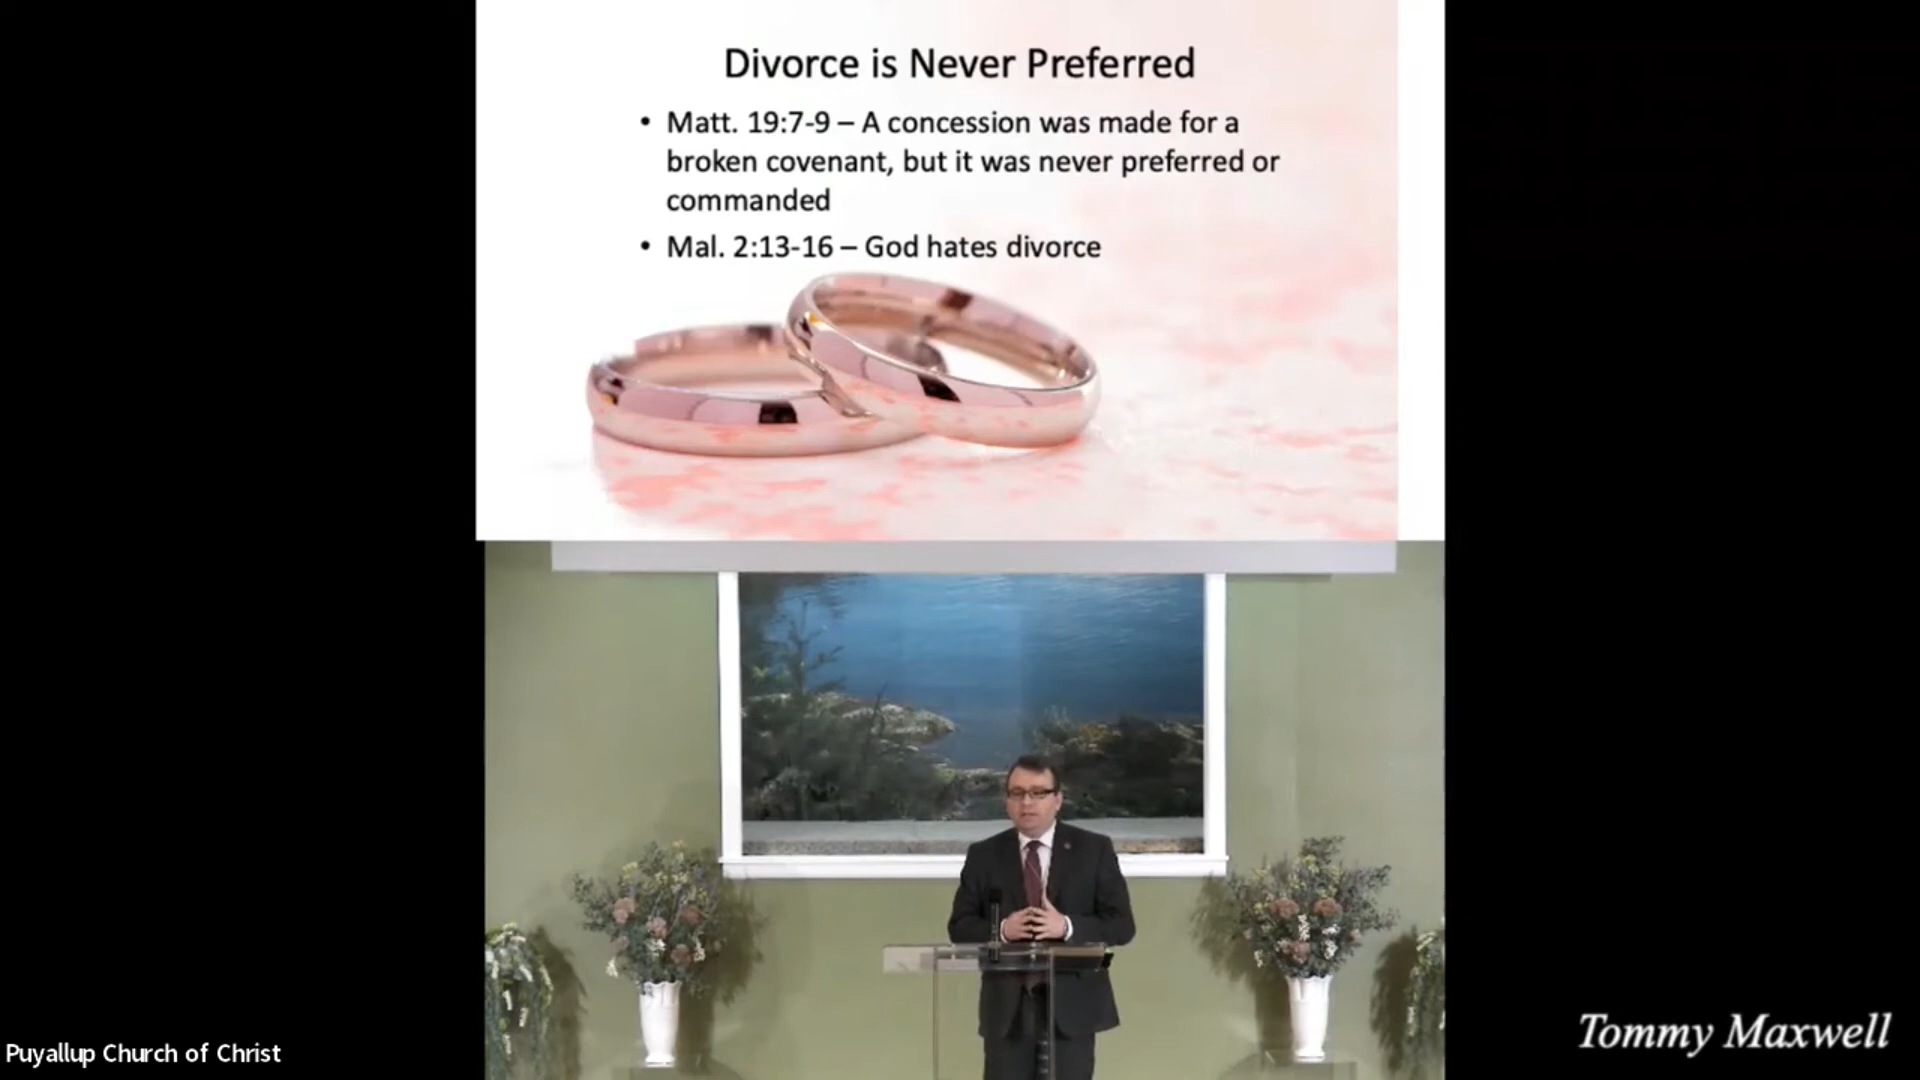 Divorce is Never Preferred
• Matt. 19:7-9 – A concession was made for a
broken covenant, but it was never preferred or
commanded
• Mal. 2:13-16 – God hates divorce
Puyallup Church of Christ
Tommy Maxwell